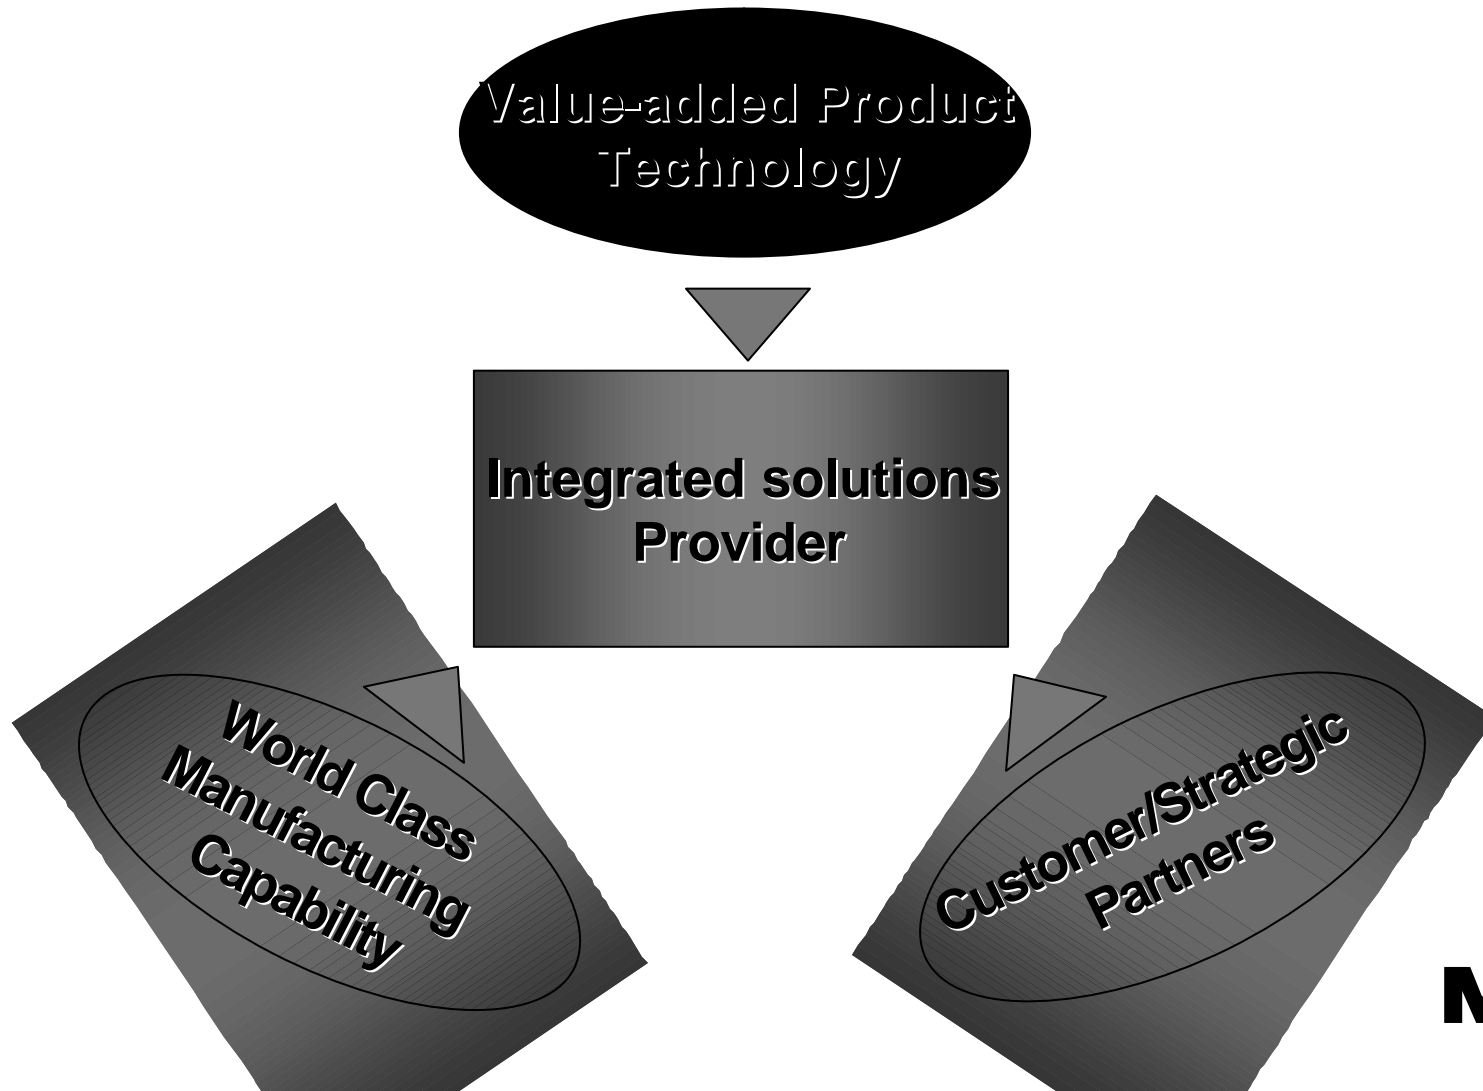 Value-added Product
Technology
Integrated solutions
Provider
World Class
Manufacturing
Capability
Customer/Strategic
Partners